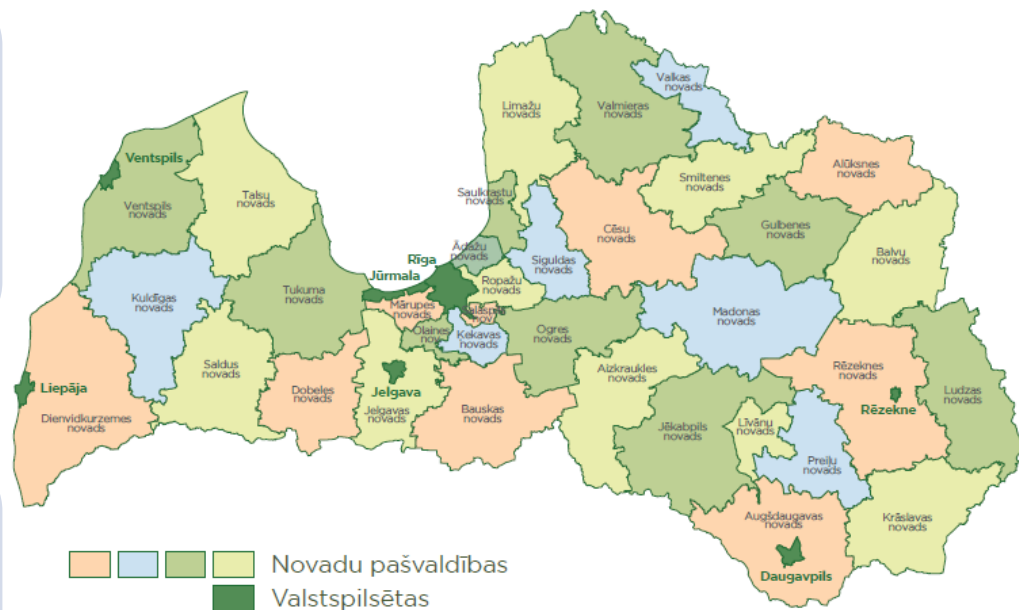 Valkas
novads
Limažu
novads
Valmieras
novads
Ventspils
Alūksnes
novads
Smiltenes
novads
Talsu
novads
Saulkrastu
novads
Ventspils
novads
Cēsu
novads
Gulbenes
novads
Ādažu
novads
Balvu
novads
Rīga
Siguldas
novads
Jūrmala
Ropažu
novads
Tukuma
novads
Kuldīgas
novads
Mārupes
novads
Madonas
novads
nov.
Olaines
nov.
Ķekavas
novads
Ogres
novads
Saldus
novads
Aizkraukles
novads
Rēzeknes
novads
Liepāja
Dobeles
novads
Jelgava
Ludzas
novads
Rēzekne
Dienvidkurzemes
novads
Jelgavas
novads
Bauskas
novads
Jēkabpils
novads
Līvānu
novads
Preiļu
novads
Augšdaugavas
novads
Krāslavas
novads
Daugavpils
Novadu pašvaldības
Valstspilsētas